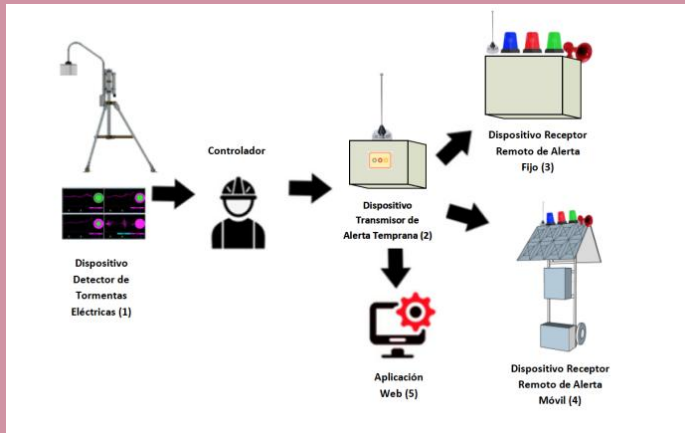 Dispositivo
Detector de
Tormentas
Eléctricas (1)
Controlador
Dispositivo
Transmisor de
Alerta Temprana (2)
Dispositivo Receptor
Remoto de Alerta
Fijo (3)
Dispositivo Receptor
Remoto de Alerta
Móvil (4)
Aplicación
Web (5)